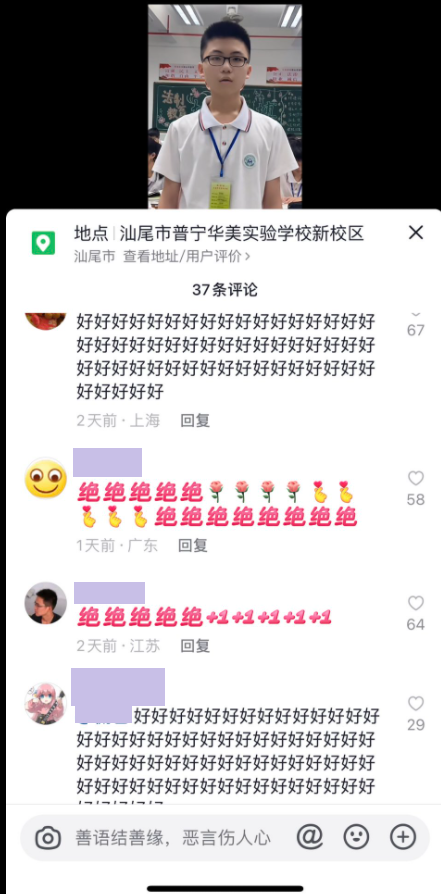 法制
地点 | 汕尾市普宁华美实验学校新校区
汕尾市 查看地址/用户评价 >
37条评论
好好好好好好好好好好好好好好好好好
67
好好好好好好好好好好好好好好好好好
好好好好好好好好好好好好好好好好好
好好好好好
2天前 · 上海 回复
绝绝绝绝绝🌹🌹🌹🌹🫰🫰
58
🫰🫰🫰绝绝绝绝绝绝绝绝
1天前 · 广东 回复
绝绝绝绝绝+1+1+1+1+1
64
2天前 · 江苏 回复
好好好好好好好好好好好好好好
29
好好好好好好好好好好好好好好好好好
好好好好好好好好好好好好好好好好好
好好好好好好好好好好好好好好好好好
善语结善缘，恶言伤人心 @